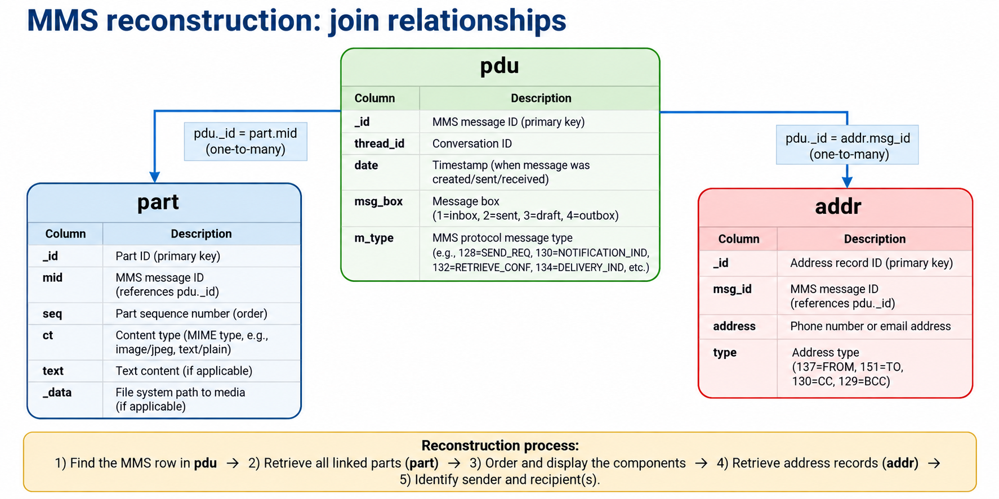 MMS reconstruction: join relationships
pdu
Column Description
_id MMS message ID (primary key)
thread_id Conversation ID
date Timestamp (when message was
created/sent/received)
msg_box Message box
(1=inbox, 2=sent, 3=draft, 4=outbox)
m_type MMS protocol message type
(e.g., 128=SEND_REQ, 130=NOTIFICATION_IND,
132=RETRIEVE_CONF, 134=DELIVERY_IND, etc.)
pdu._id = part.mid
(one-to-many)
pdu._id = addr.msg_id
(one-to-many)
part
Column Description
_id Part ID (primary key)
mid MMS message ID
(references pdu._id)
seq Part sequence number (order)
ct Content type (MIME type, e.g.,
image/jpeg, text/plain)
text Text content (if applicable)
_data File system path to media
(if applicable)
addr
Column Description
_id Address record ID (primary key)
msg_id MMS message ID
(references pdu._id)
address Phone number or email address
type Address type
(137=FROM, 151=TO,
130=CC, 129=BCC)
Reconstruction process:
1) Find the MMS row in pdu → 2) Retrieve all linked parts (part) → 3) Order and display the components → 4) Retrieve address records (addr) →
5) Identify sender and recipient(s).